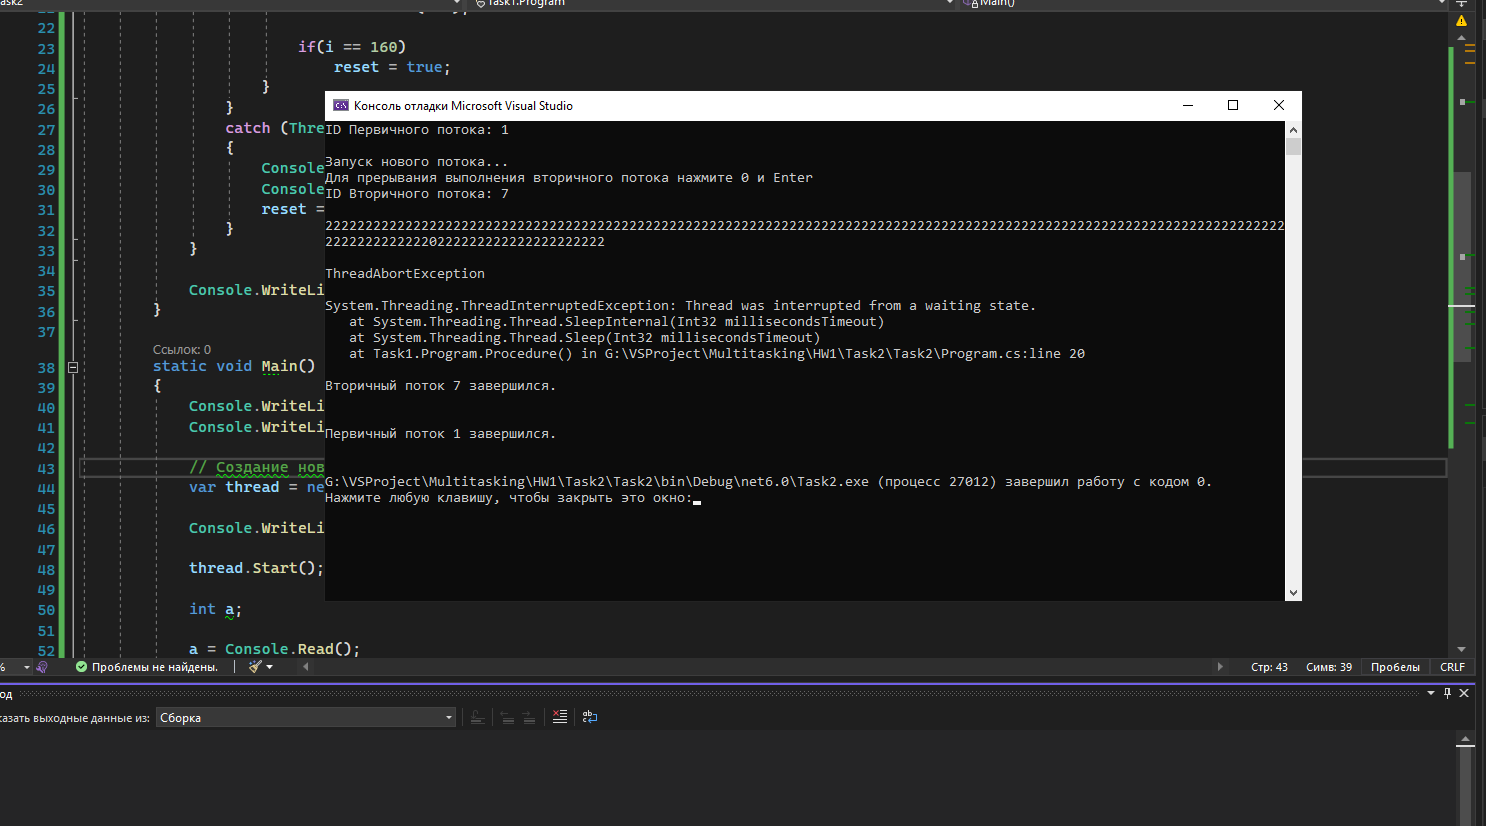 ask2
Task1.Program
Main()
22
23 if(i == 160)
24 reset = true;
25 }
26 }
27 catch (Thre
28 {
29 Console
30 Console
31 reset =
32 }
33 }
34
35 Console.WriteLi
36 }
37
Ссылок: 0
38 static void Main()
39 {
40 Console.WriteLi
41 Console.WriteLi
42
43 // Создание нов
44 var thread = ne
45
46 Console.WriteLi
47
48 thread.Start();
49
50 int a;
51
52 a = Console.Read();
Консоль отладки Microsoft Visual Studio
ID Первичного потока: 1
Запуск нового потока...
Для прерывания выполнения вторичного потока нажмите 0 и Enter
ID Вторичного потока: 7
222222222222222222222222222222222222222222222222222222222222222222222222222222222222222222222222222222222222222222222222
22222222222220222222222222222222222
ThreadAbortException
System.Threading.ThreadInterruptedException: Thread was interrupted from a waiting state.
at System.Threading.Thread.SleepInternal(Int32 millisecondsTimeout)
at System.Threading.Thread.Sleep(Int32 millisecondsTimeout)
at Task1.Program.Procedure() in G:\VSProject\Multitasking\HW1\Task2\Task2\Program.cs:line 20
Вторичный поток 7 завершился.
Первичный поток 1 завершился.
G:\VSProject\Multitasking\HW1\Task2\Task2\bin\Debug\net6.0\Task2.exe (процесс 27012) завершил работу с кодом 0.
Нажмите любую клавишу, чтобы закрыть это окно:
%
Проблемы не найдены.
Стр: 43 Симв: 39 Пробелы CRLF
од
казать выходные данные из: Сборка